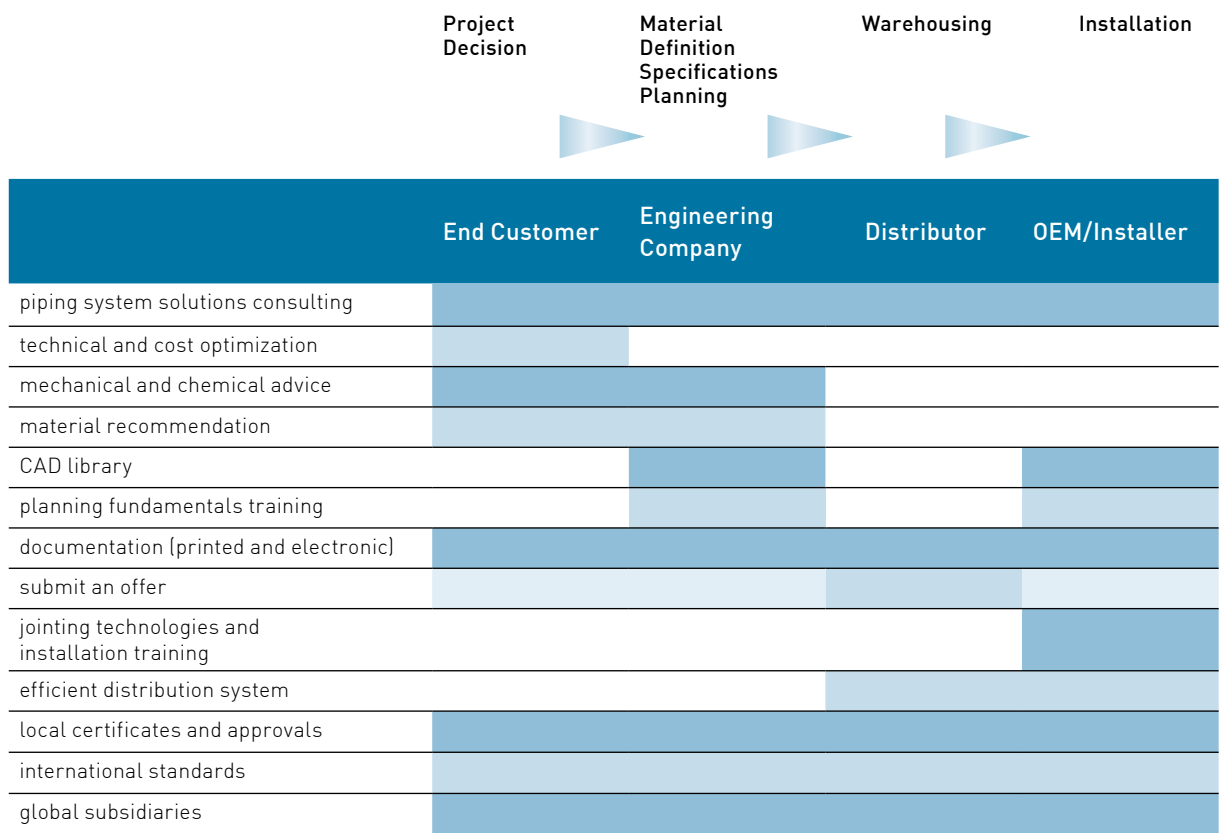 Project
Decision
Material
Definition
Specifications
Planning
Warehousing
Installation
End Customer
Engineering
Company
Distributor
OEM/Installer
piping system solutions consulting
technical and cost optimization
mechanical and chemical advice
material recommendation
CAD library
planning fundamentals training
documentation (printed and electronic)
submit an offer
jointing technologies and
installation training
efficient distribution system
local certificates and approvals
international standards
global subsidiaries